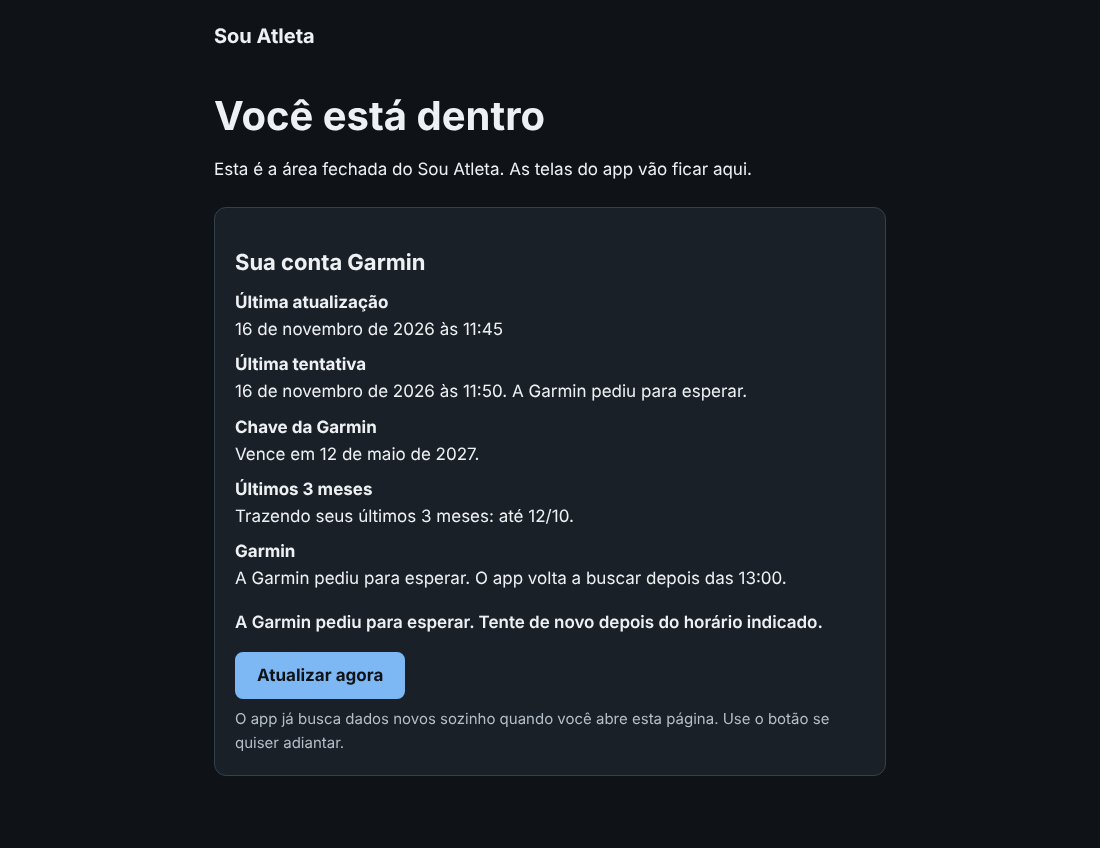 Sou Atleta
Você está dentro
Esta é a área fechada do Sou Atleta. As telas do app vão ficar aqui.
Sua conta Garmin
Última atualização
16 de novembro de 2026 às 11:45
Última tentativa
16 de novembro de 2026 às 11:50. A Garmin pediu para esperar.
Chave da Garmin
Vence em 12 de maio de 2027.
Últimos 3 meses
Trazendo seus últimos 3 meses: até 12/10.
Garmin
A Garmin pediu para esperar. O app volta a buscar depois das 13:00.
A Garmin pediu para esperar. Tente de novo depois do horário indicado.
Atualizar agora
O app já busca dados novos sozinho quando você abre esta página. Use o botão se
quiser adiantar.